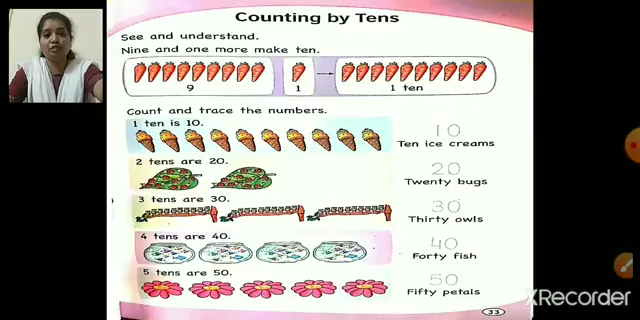 Counting by Tens
See and understand.
Nine and one more make ten.
9 1 1 ten
Count and trace the numbers.
1 ten is 10.
10
Ten ice creams
2 tens are 20.
20
Twenty bugs
3 tens are 30.
30
Thirty owls
4 tens are 40.
40
Forty fish
5 tens are 50.
50
Fifty petals
33
XRecorder